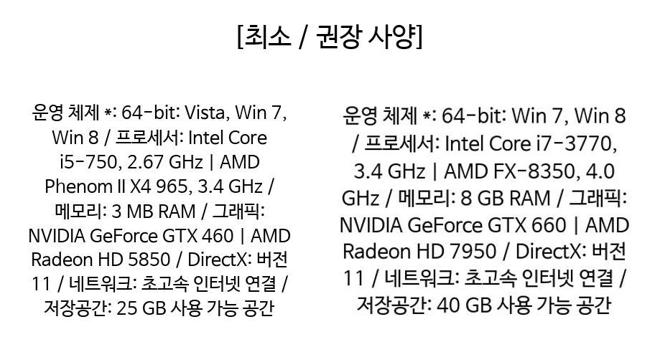 [최소 / 권장 사양]
운영 체제 *: 64-bit: Vista, Win 7,
Win 8 / 프로세서: Intel Core
i5-750, 2.67 GHz | AMD
Phenom II X4 965, 3.4 GHz /
메모리: 3 MB RAM / 그래픽:
NVIDIA GeForce GTX 460 | AMD
Radeon HD 5850 / DirectX: 버전
11 / 네트워크: 초고속 인터넷 연결 /
저장공간: 25 GB 사용 가능 공간
운영 체제 *: 64-bit: Win 7, Win 8
/ 프로세서: Intel Core i7-3770,
3.4 GHz | AMD FX-8350, 4.0
GHz / 메모리: 8 GB RAM / 그래픽:
NVIDIA GeForce GTX 660 | AMD
Radeon HD 7950 / DirectX: 버전
11 / 네트워크: 초고속 인터넷 연결 /
저장공간: 40 GB 사용 가능 공간